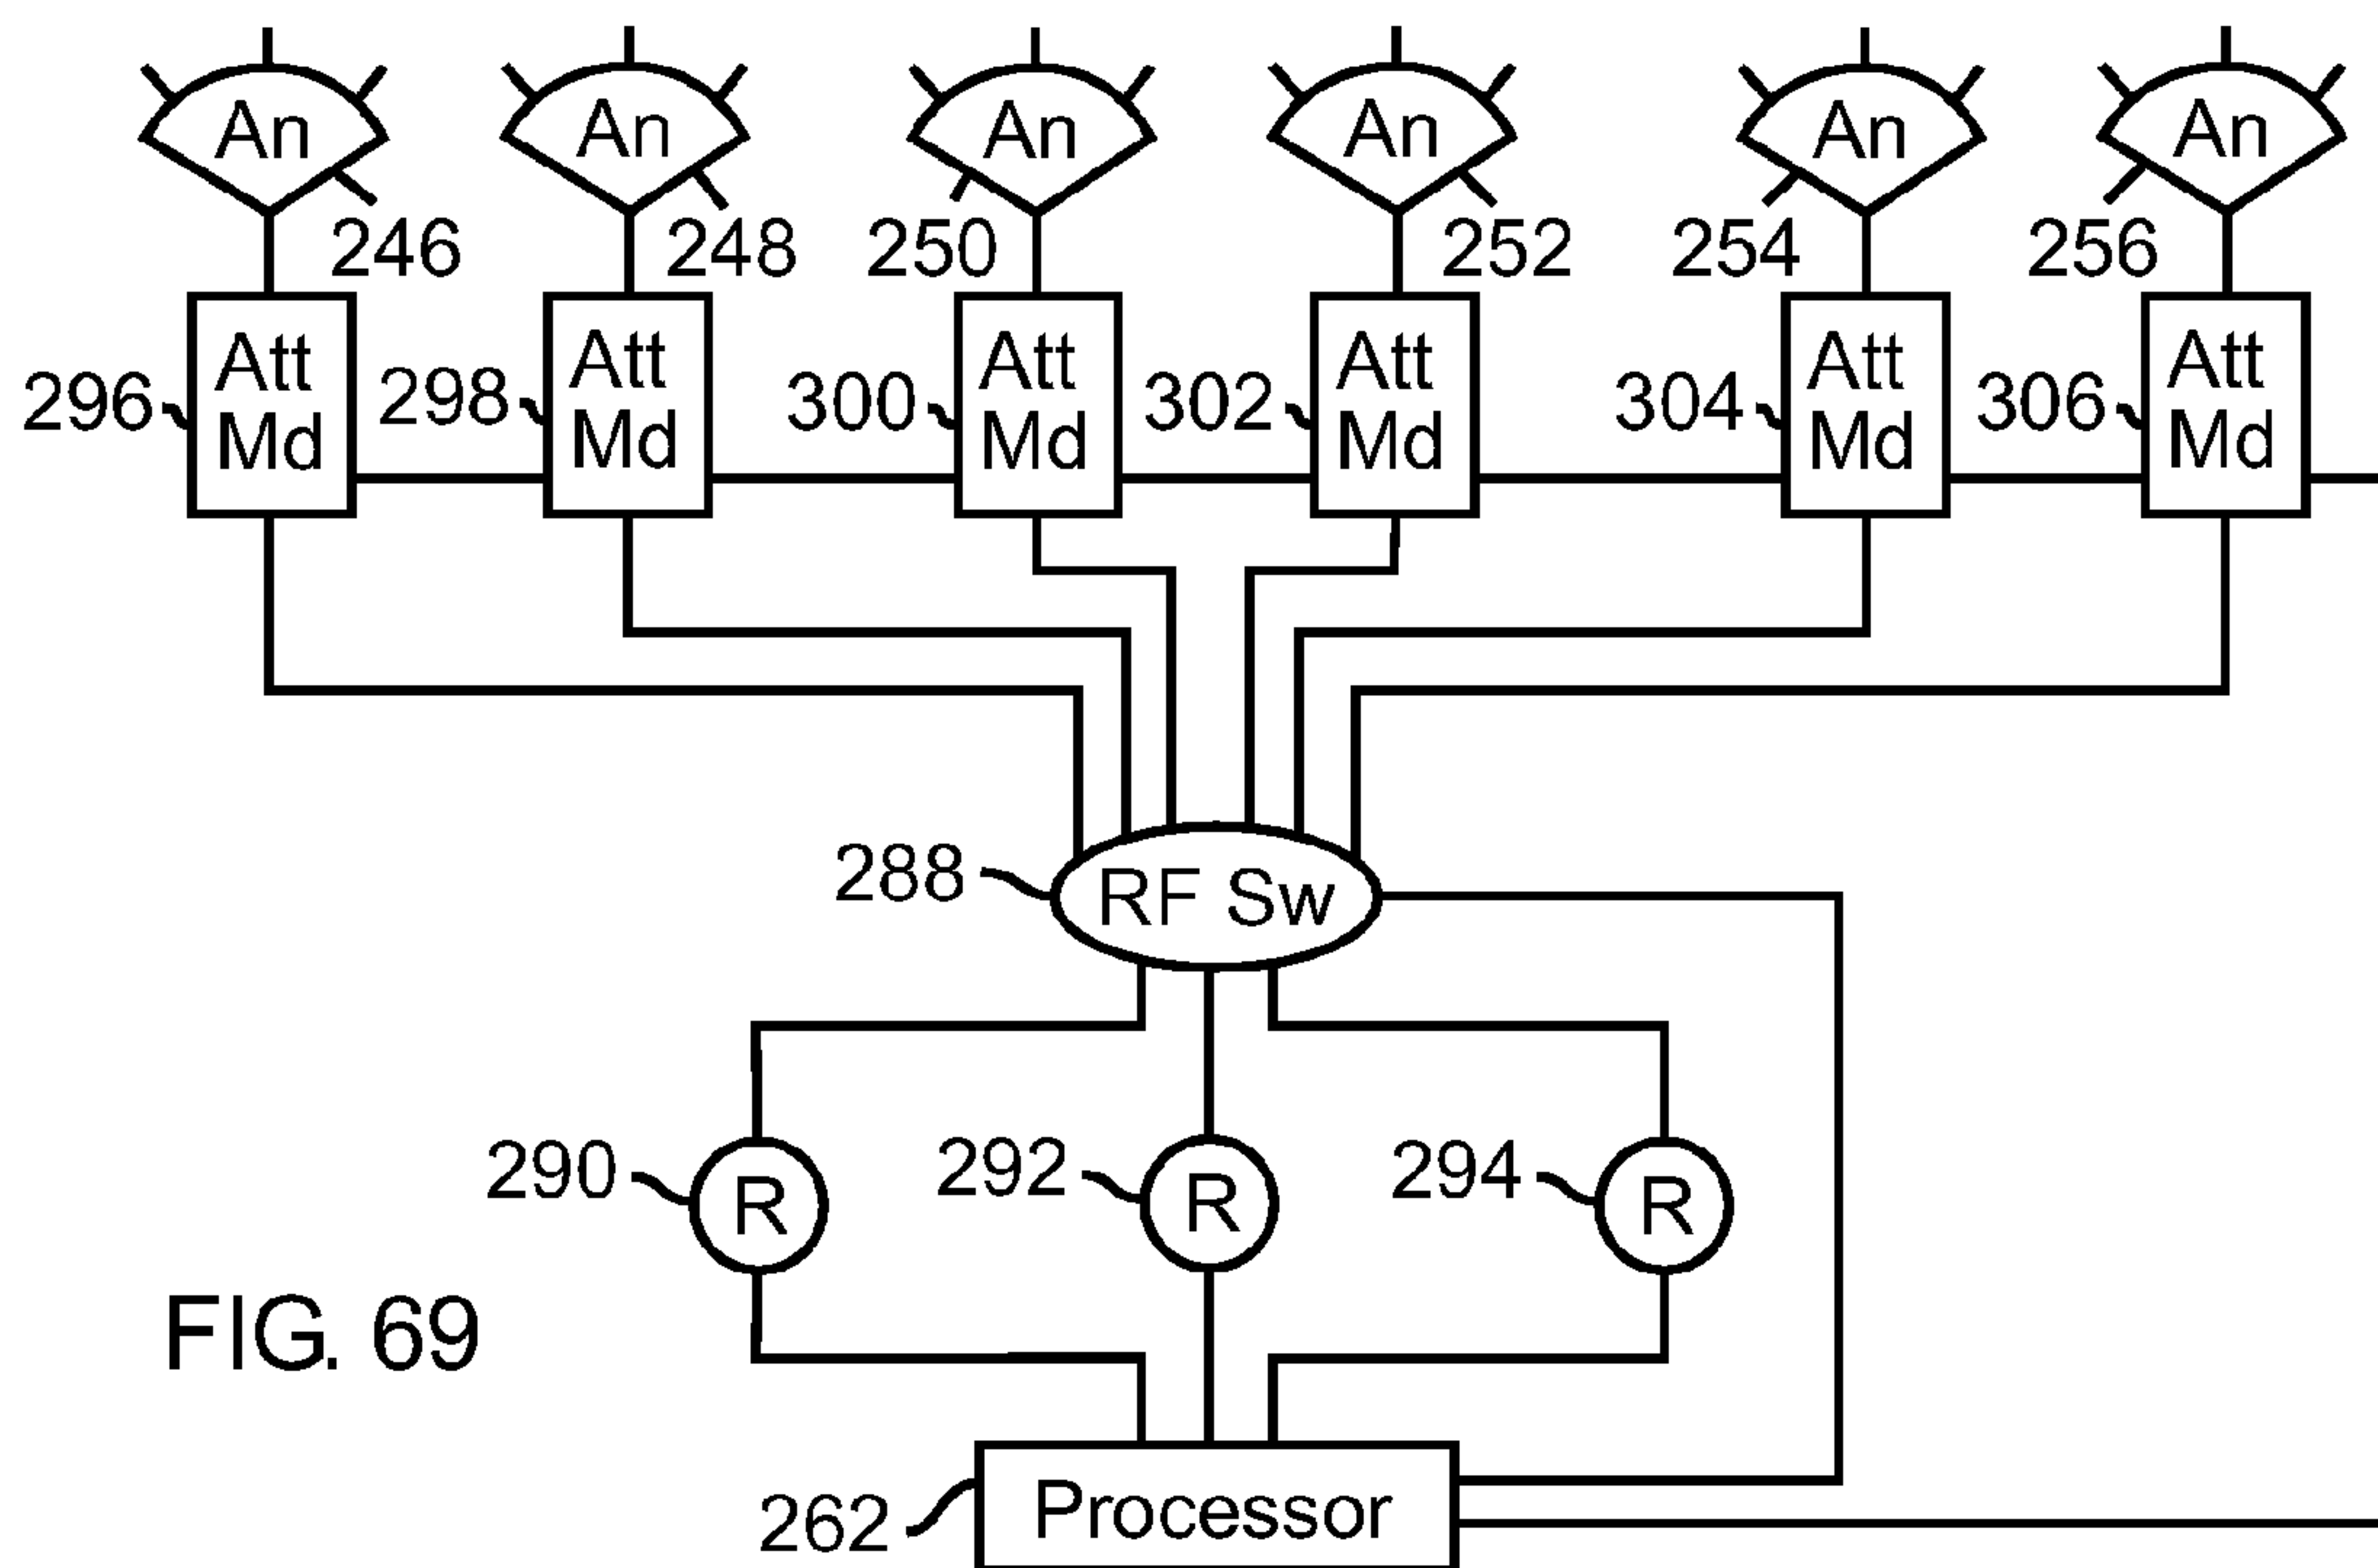 An An An An An An
246 248 250 252 254 256
296 Att Md 298 Att Md 300 Att Md 302 Att Md 304 Att Md 306 Att Md
288 RF Sw
290 R 292 R 294 R
FIG. 69
262 Processor